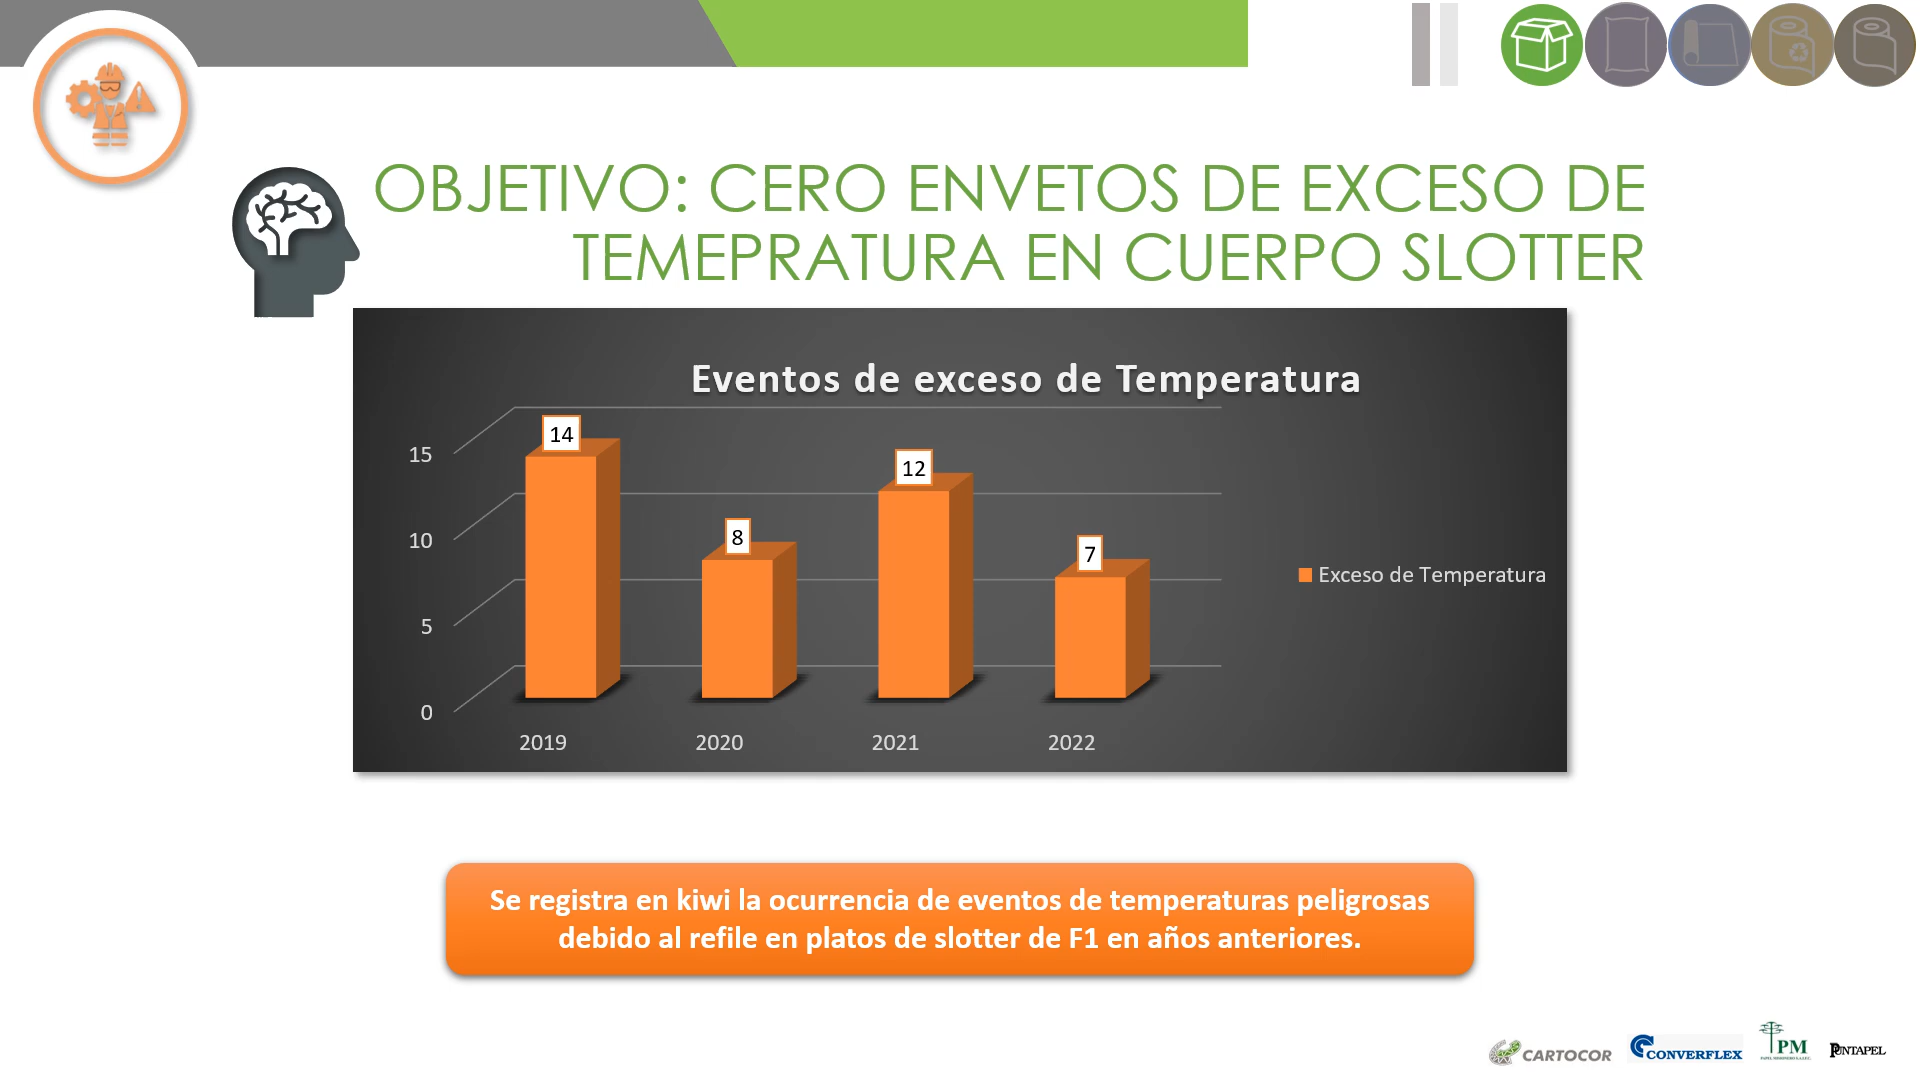 OBJETIVO: CERO ENVETOS DE EXCESO DE
TEMEPRATURA EN CUERPO SLOTTER
Eventos de exceso de Temperatura
15
10
5
0
14
8
12
7
2019
2020
2021
2022
Exceso de Temperatura
Se registra en kiwi la ocurrencia de eventos de temperaturas peligrosas
debido al refile en platos de slotter de F1 en años anteriores.
CARTOCOR
CONVERFLEX
PM
PUNTAPEL